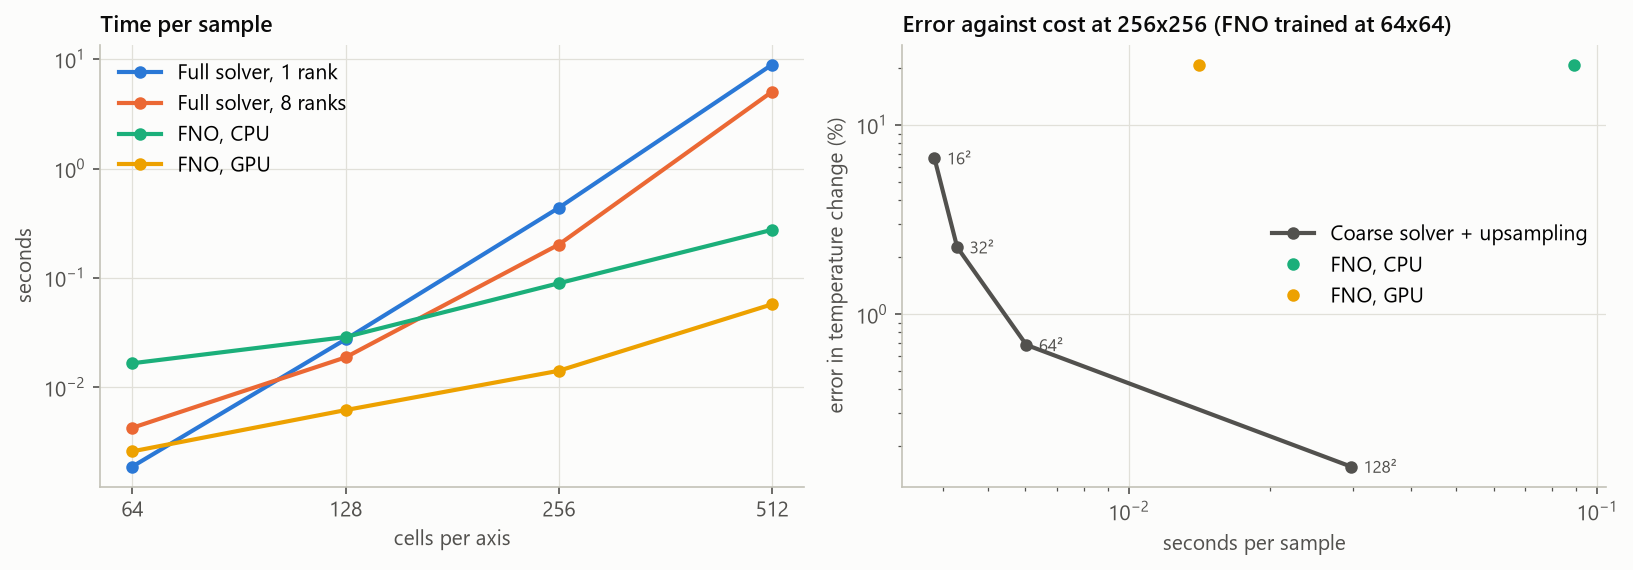 Time per sample
10¹
10⁰
10⁻¹
10⁻²
seconds
Full solver, 1 rank
Full solver, 8 ranks
FNO, CPU
FNO, GPU
64
128
256
512
cells per axis
Error against cost at 256x256 (FNO trained at 64x64)
10¹
10⁰
error in temperature change (%)
16²
32²
64²
128²
Coarse solver + upsampling
FNO, CPU
FNO, GPU
10⁻²
10⁻¹
seconds per sample